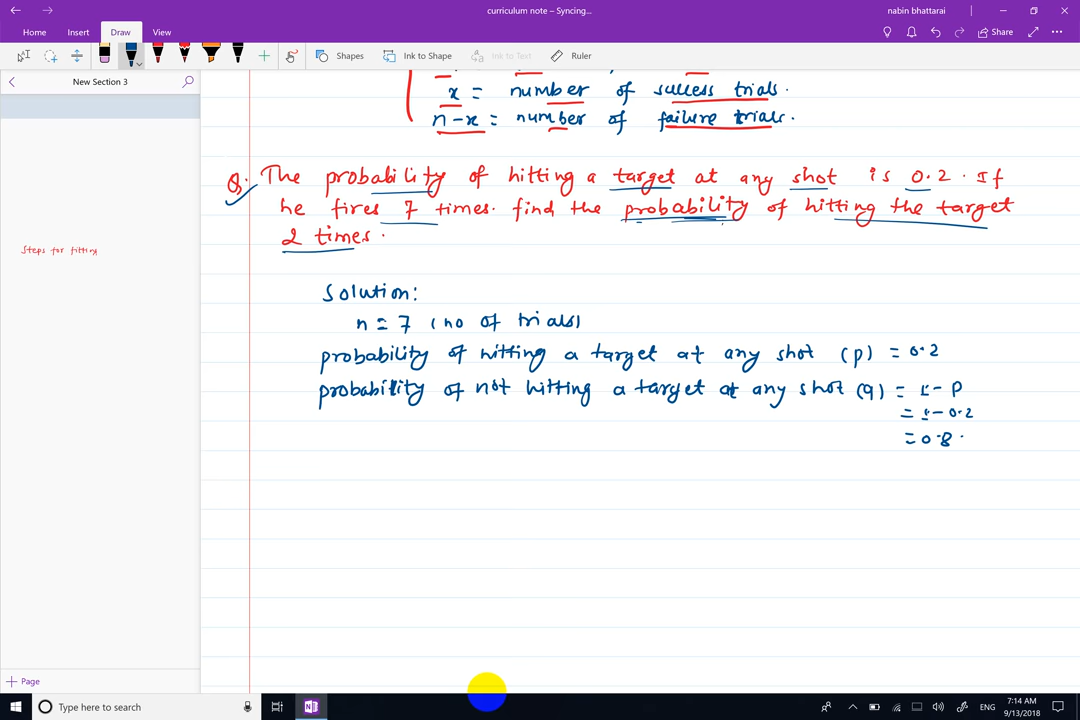 curriculum note – Syncing...
nabin bhattarai
Home Insert Draw View
Share
Shapes Ink to Shape Ink to Text Ruler
New Section 3
x = number of success trials.
n-x = number of failure trials.
Q. The probability of hitting a target at any shot is 0.2. If
he fires 7 times. find the probability of hitting the target
2 times.
Steps for fitting
Solution:
n = 7 (no of trials)
probability of hitting a target at any shot (p) = 0.2
probability of not hitting a target at any shot (q) = 1-p
= 1-0.2
= 0.8.
Page
Type here to search
ENG
7:14 AM
9/13/2018